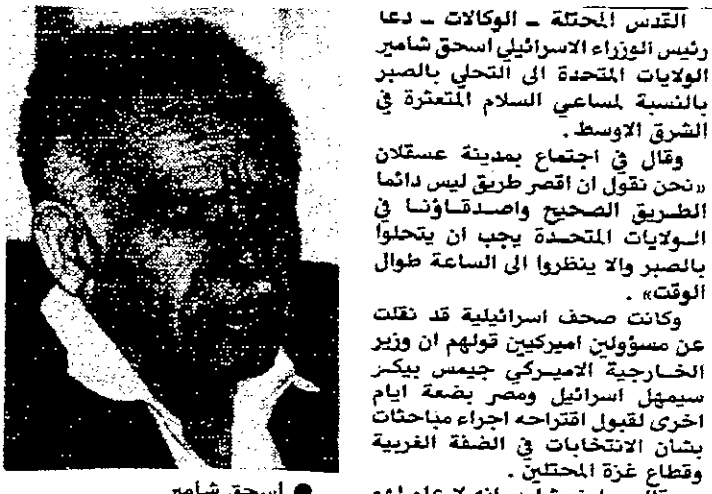 القدس المحتلة ـ الوكالات ـ دعا
رئيس الوزراء الاسرائيلي اسحق شامير
الولايات المتحدة الى التحلي بالصبر
بالنسبة لمساعي السلام المتعثرة في
الشرق الاوسط.
وقال في اجتماع بمدينة عسقلان
«نحن نقول ان اقصر طريق ليس دائما
الطريق الصحيح واصدقاؤنا في
الولايات المتحدة يجب ان يتحلوا
بالصبر والا ينظروا الى الساعة طوال
الوقت».
وكانت صحف اسرائيلية قد نقلت
عن مسؤولين اميركيين قولهم ان وزير
الخارجية الاميركي جيمس بيكر
سيمهل اسرائيل ومصر بضعة ايام
اخرى لقبول اقتراحه اجراء مباحثات
بشان الانتخابات في الضفة الغربية
وقطاع غزة المحتلين.
● اسحق شامير